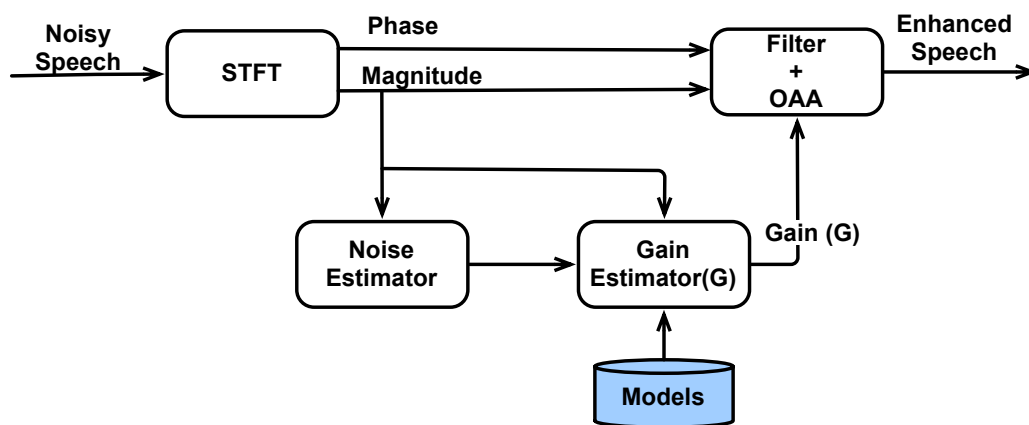 Noisy
Speech
STFT
Phase
Magnitude
Filter
+
OAA
Enhanced
Speech
Noise
Estimator
Gain
Estimator(G)
Gain (G)
Models